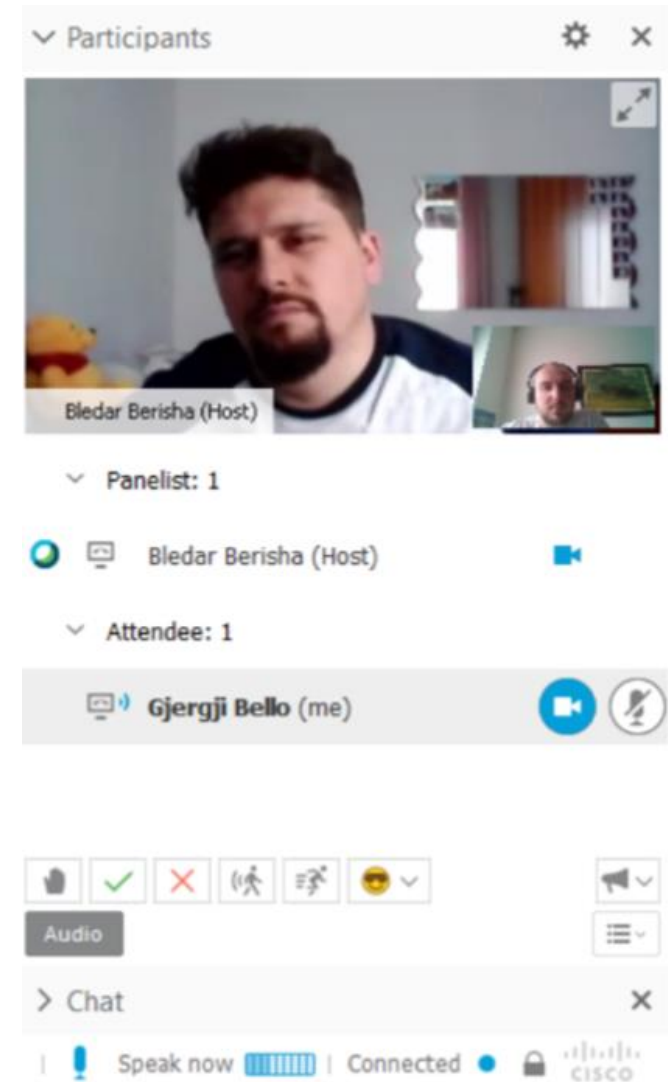 Participants
Bledar Berisha (Host)
Panelist: 1
Bledar Berisha (Host)
Attendee: 1
Gjergji Bello (me)
Audio
Chat
Speak now | Connected
CISCO